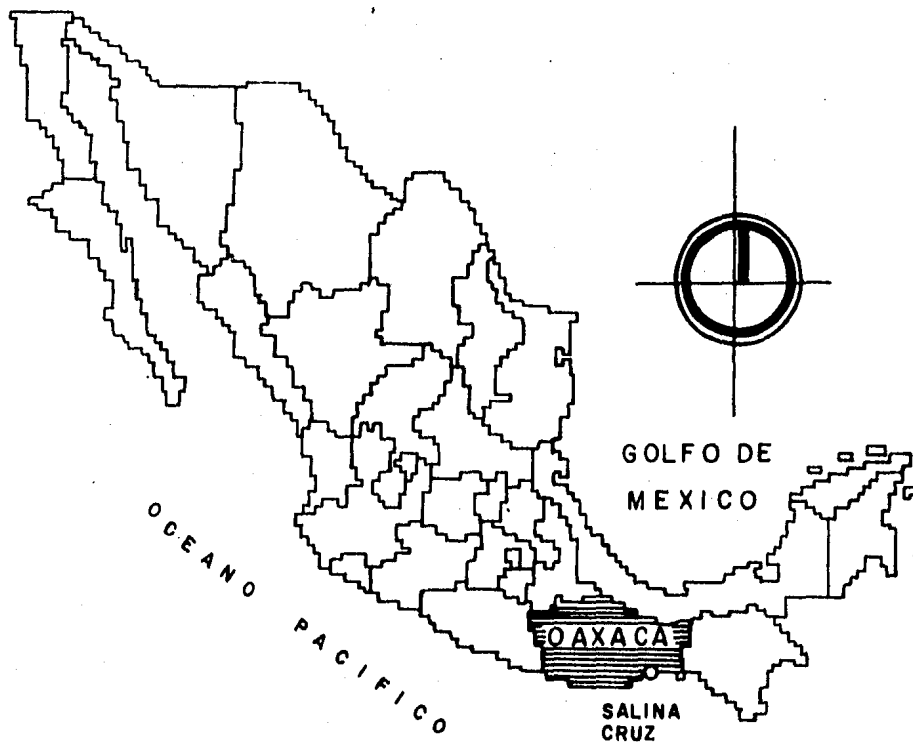 GOLFO DE
MEXICO
OCEANO PACIFICO
OAXACA
SALINA
CRUZ